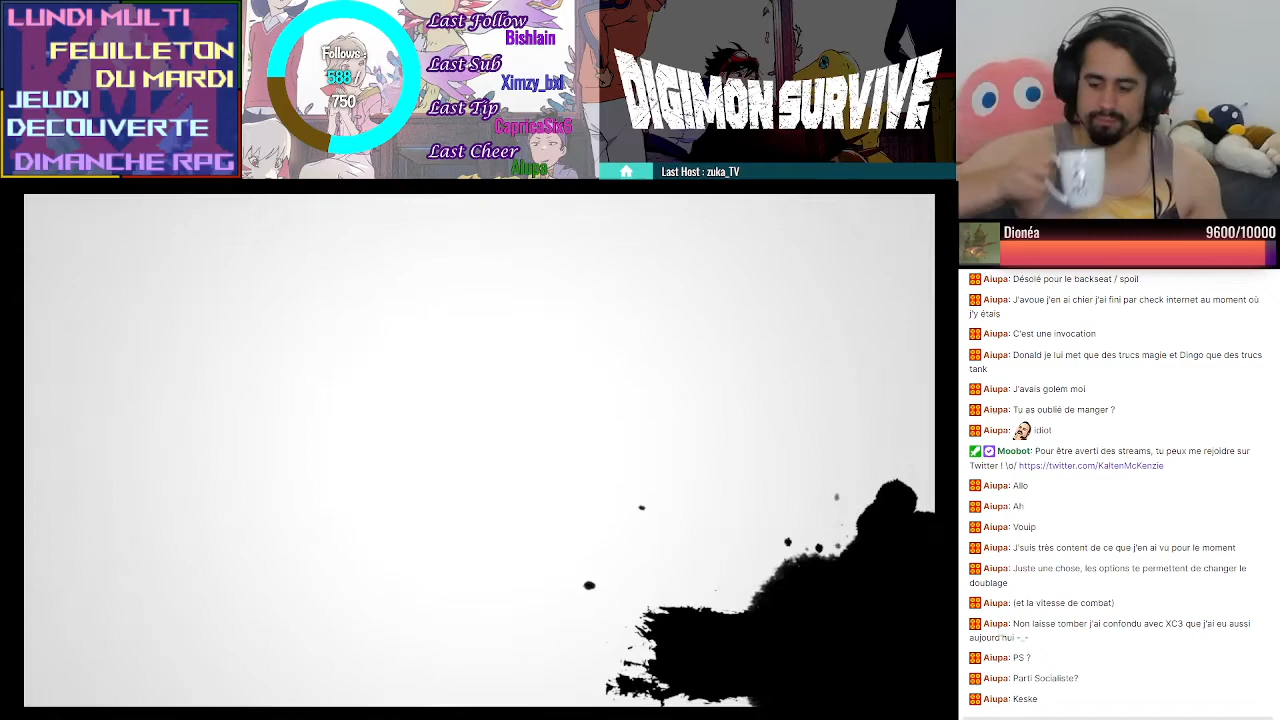 LUNDI MULTI
FEUILLETON
DU MARDI
JEUDI
DECOUVERTE
DIMANCHE RPG
Follows :
588 /
750
Last Follow
Bishlain
Last Sub
Ximzy_bxl
Last Tip
CapricaSix6
Last Cheer
Aiupa
DIGIMON SURVIVE
Last Host : zuka_TV
Dionéa 9600/10000
Aiupa: Désolé pour le backseat / spoil
Aiupa: J'avoue j'en ai chier j'ai fini par check internet au moment où
j'y étais
Aiupa: C'est une invocation
Aiupa: Donald je lui met que des trucs magie et Dingo que des trucs
tank
Aiupa: J'avais golem moi
Aiupa: Tu as oublié de manger ?
Aiupa: idiot
Moobot: Pour être averti des streams, tu peux me rejoidre sur
Twitter ! \o/ https://twitter.com/KaltenMcKenzie
Aiupa: Allo
Aiupa: Ah
Aiupa: Vouip
Aiupa: J'suis très content de ce que j'en ai vu pour le moment
Aiupa: Juste une chose, les options te permettent de changer le
doublage
Aiupa: (et la vitesse de combat)
Aiupa: Non laisse tomber j'ai confondu avec XC3 que j'ai eu aussi
aujourd'hui -_-
Aiupa: PS ?
Aiupa: Parti Socialiste?
Aiupa: Keske